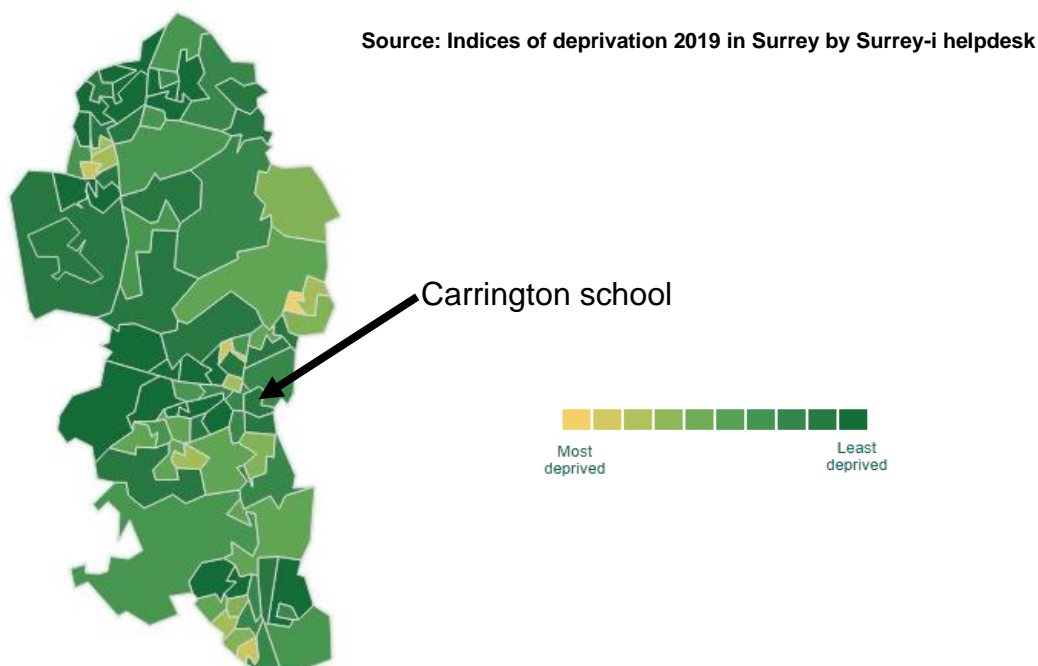 Source: Indices of deprivation 2019 in Surrey by Surrey-i helpdesk
Carrington school
Most
deprived
Least
deprived